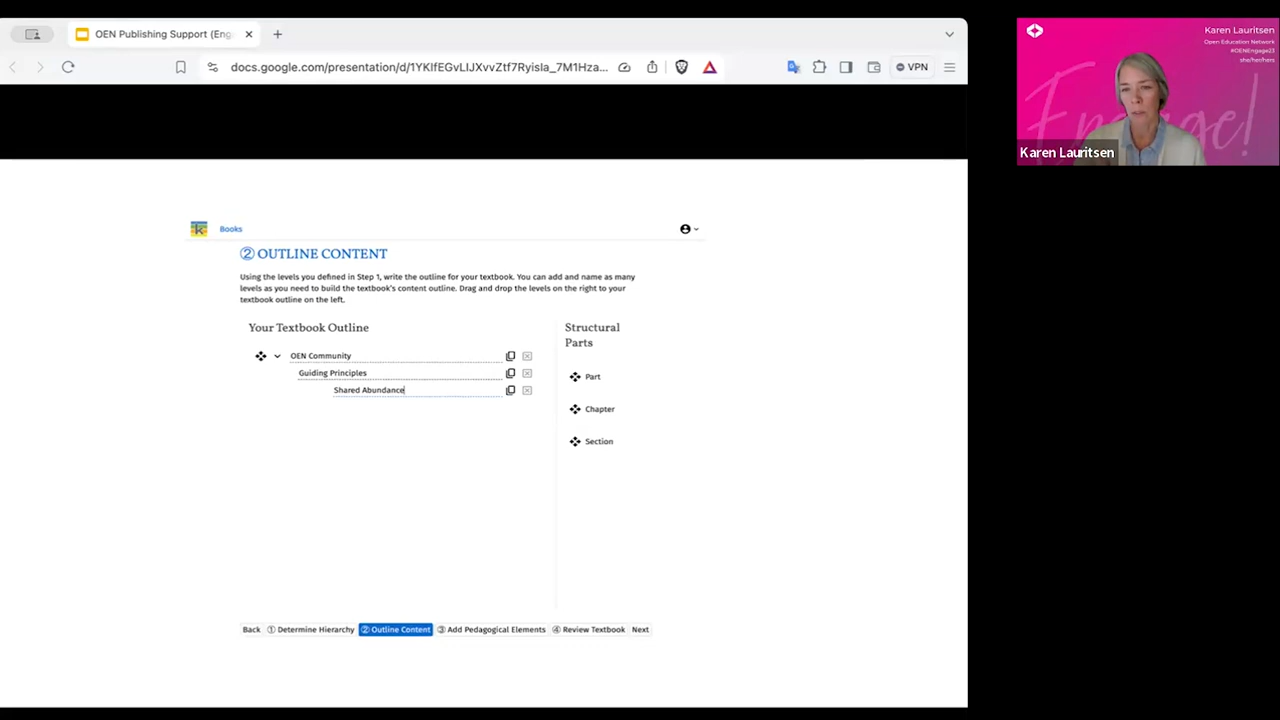 OEN Publishing Support (Eng
docs.google.com/presentation/d/1YKlfEGvLIJXvvZtf7Ryisla_7M1Hza...
VPN
Karen Lauritsen
Open Education Network
#OENEngage23
she/her/hers
Engage!
Karen Lauritsen
k
Books
② OUTLINE CONTENT
Using the levels you defined in Step 1, write the outline for your textbook. You can add and name as many
levels as you need to build the textbook's content outline. Drag and drop the levels on the right to your
textbook outline on the left.
Your Textbook Outline
OEN Community
Guiding Principles
Shared Abundance
Structural
Parts
Part
Chapter
Section
Back ① Determine Hierarchy ② Outline Content ③ Add Pedagogical Elements ④ Review Textbook Next